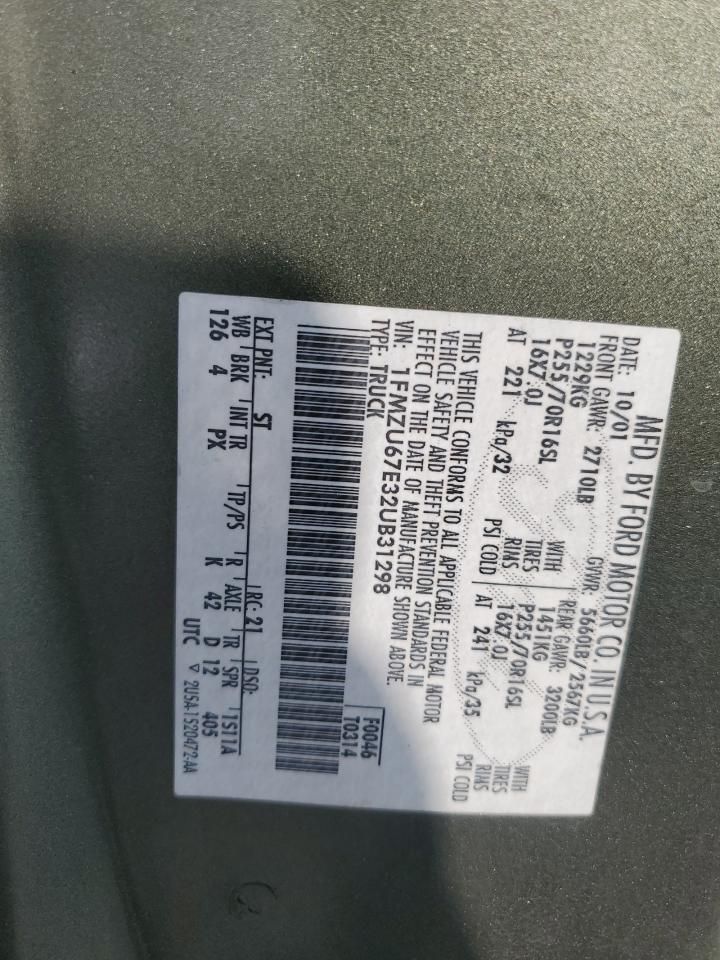 MFD. BY FORD MOTOR CO. IN U.S.A.
DATE: 10/01 GVWR: 5660LB / 2567KG
FRONT GAWR: 2710LB REAR GAWR: 3200LB
1229KG WITH 1451KG WITH
P255/70R16SL TIRES P255/70R16SL TIRES
16X7.0J RIMS 16X7.0J RIMS
AT 221 kPa/32 PSI COLD AT 241 kPa/35 PSI COLD
THIS VEHICLE CONFORMS TO ALL APPLICABLE FEDERAL MOTOR
VEHICLE SAFETY AND THEFT PREVENTION STANDARDS IN
EFFECT ON THE DATE OF MANUFACTURE SHOWN ABOVE.
VIN: 1FMZU67E32UB31298 F0046
TYPE: TRUCK T0314
EXT PNT: ST RC: 21 DSO:
WB BRK INT TR TP/PS R AXLE TR SPR 1S11A
126 4 PX K 42 D 12 405
UTC ▽ 2U5A-1520472-AA